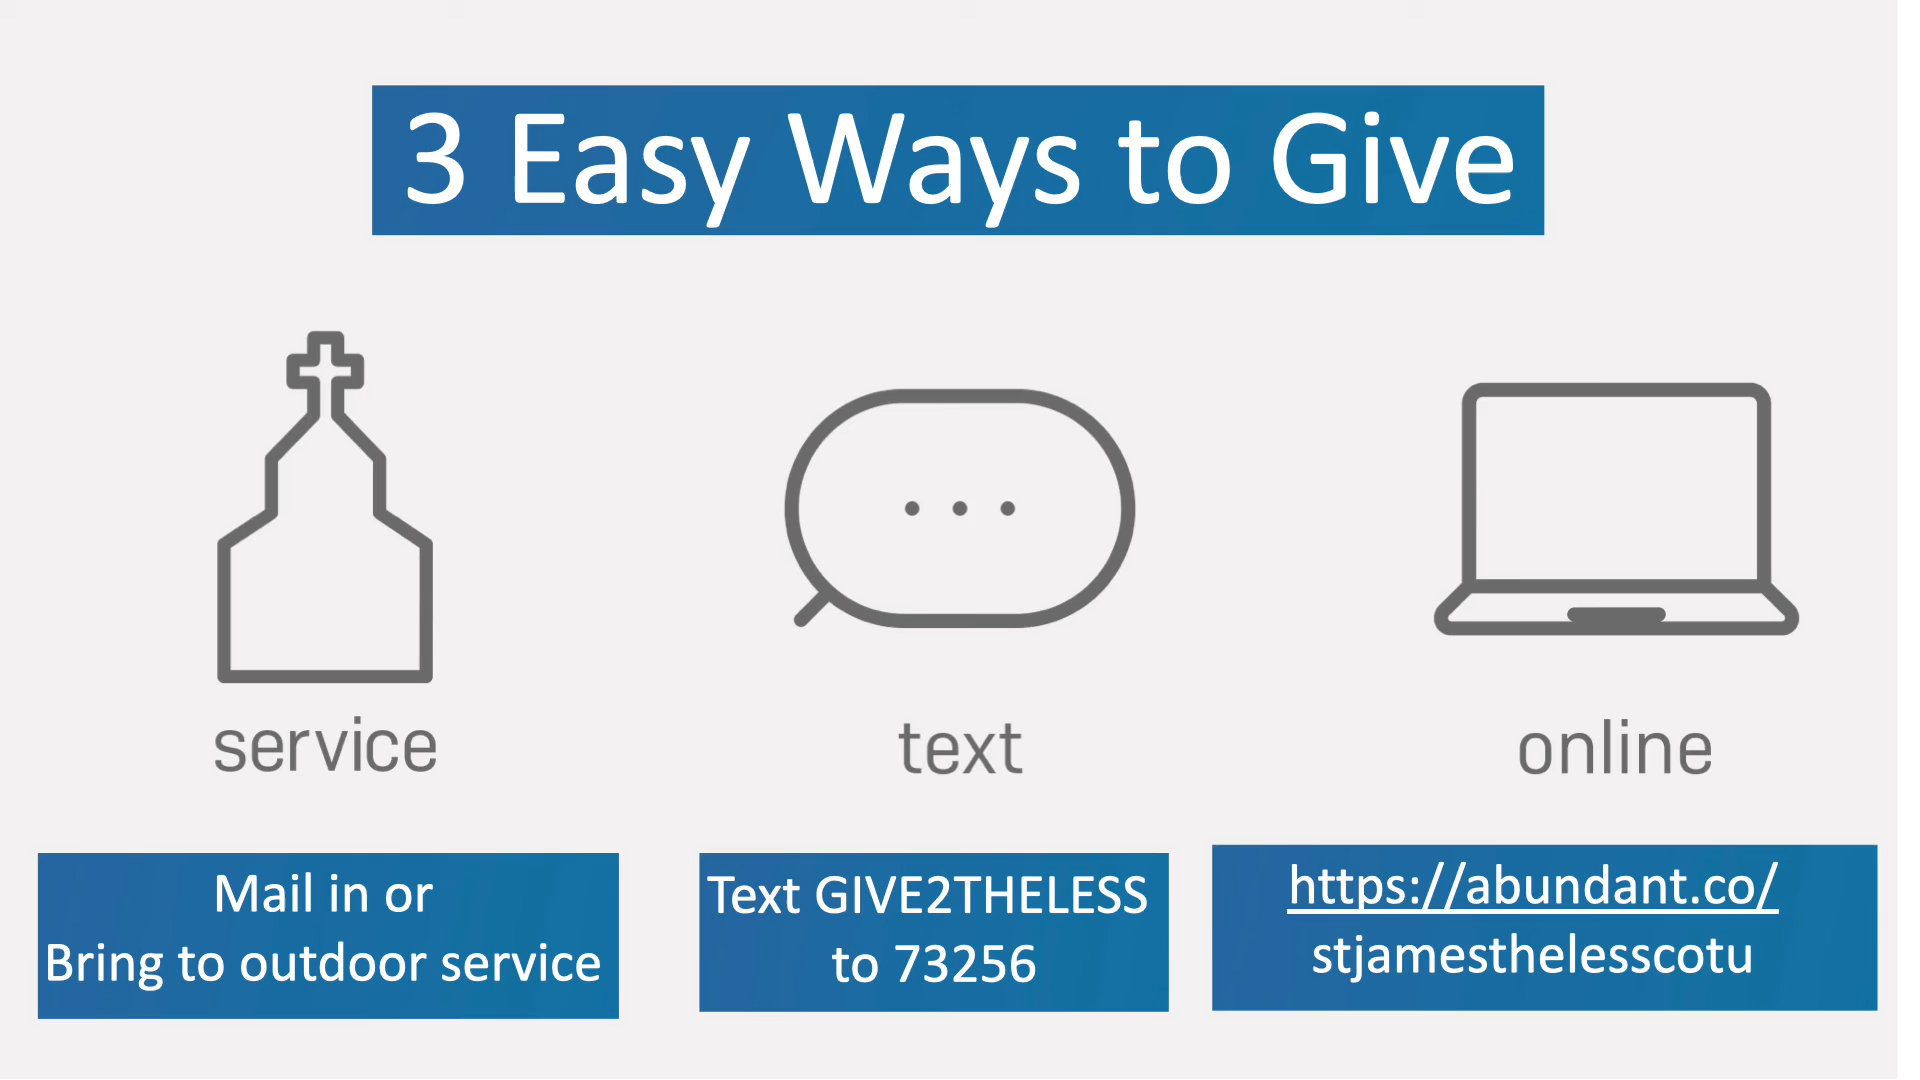 3 Easy Ways to Give
service
text
online
Mail in or
Bring to outdoor service
Text GIVE2THELESS
to 73256
https://abundant.co/
stjamesthelesscotu